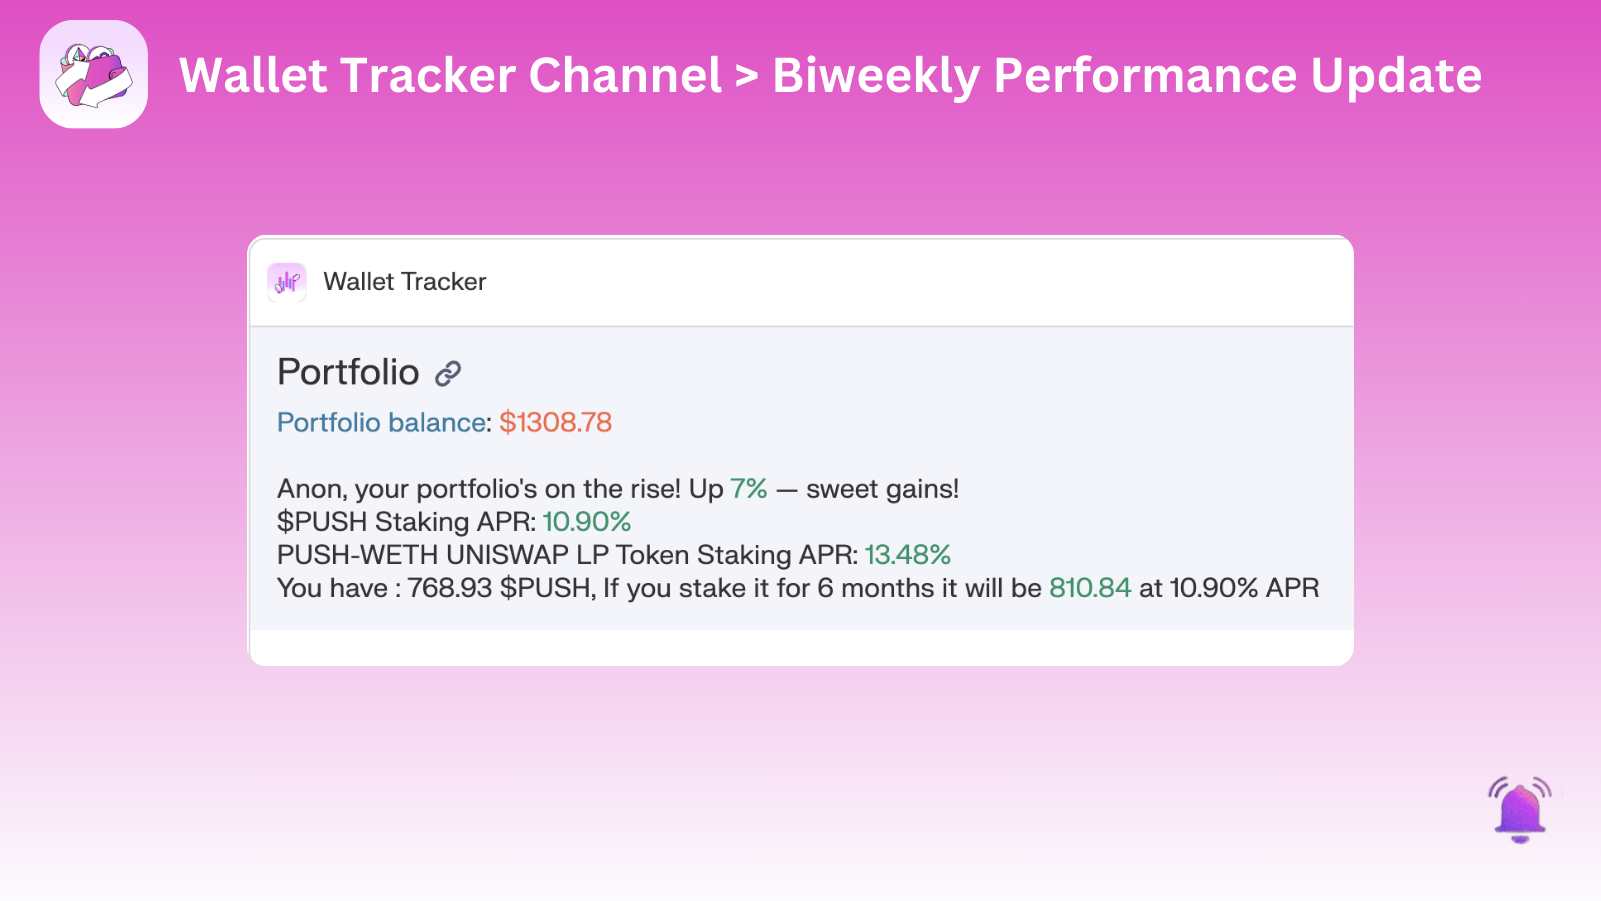 Wallet Tracker Channel > Biweekly Performance Update
Wallet Tracker
Portfolio
Portfolio balance: $1308.78
Anon, your portfolio's on the rise! Up 7% — sweet gains!
$PUSH Staking APR: 10.90%
PUSH-WETH UNISWAP LP Token Staking APR: 13.48%
You have : 768.93 $PUSH, If you stake it for 6 months it will be 810.84 at 10.90% APR